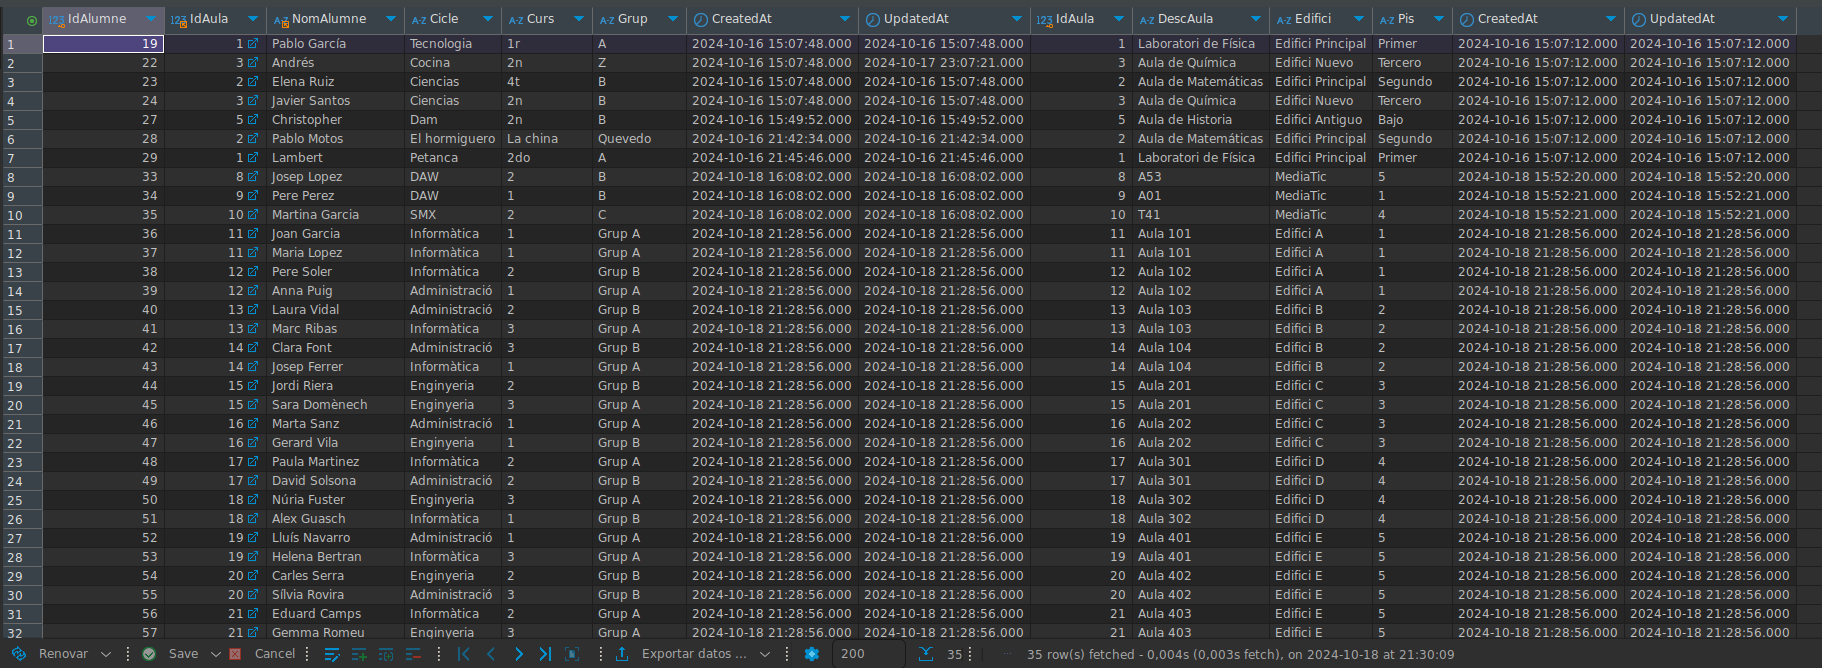 IdAlumne IdAula NomAlumne Cicle Curs Grup CreatedAt UpdatedAt IdAula DescAula Edifici Pis CreatedAt UpdatedAt
1 19 1 Pablo García Tecnologia 1r A 2024-10-16 15:07:48.000 2024-10-16 15:07:48.000 1 Laboratori de Física Edifici Principal Primer 2024-10-16 15:07:12.000 2024-10-16 15:07:12.000
2 22 3 Andrés Cocina 2n Z 2024-10-16 15:07:48.000 2024-10-17 23:07:21.000 3 Aula de Química Edifici Nuevo Tercero 2024-10-16 15:07:12.000 2024-10-16 15:07:12.000
3 23 2 Elena Ruiz Ciencias 4t B 2024-10-16 15:07:48.000 2024-10-16 15:07:48.000 2 Aula de Matemáticas Edifici Principal Segundo 2024-10-16 15:07:12.000 2024-10-16 15:07:12.000
4 24 3 Javier Santos Ciencias 2n B 2024-10-16 15:07:48.000 2024-10-16 15:07:48.000 3 Aula de Química Edifici Nuevo Tercero 2024-10-16 15:07:12.000 2024-10-16 15:07:12.000
5 27 5 Christopher Dam 2n B 2024-10-16 15:49:52.000 2024-10-16 15:49:52.000 5 Aula de Historia Edifici Antiguo Bajo 2024-10-16 15:07:12.000 2024-10-16 15:07:12.000
6 28 2 Pablo Motos El hormiguero La china Quevedo 2024-10-16 21:42:34.000 2024-10-16 21:42:34.000 2 Aula de Matemáticas Edifici Principal Segundo 2024-10-16 15:07:12.000 2024-10-16 15:07:12.000
7 29 1 Lambert Petanca 2do A 2024-10-16 21:45:46.000 2024-10-16 21:45:46.000 1 Laboratori de Física Edifici Principal Primer 2024-10-16 15:07:12.000 2024-10-16 15:07:12.000
8 33 8 Josep Lopez DAW 2 B 2024-10-18 16:08:02.000 2024-10-18 16:08:02.000 8 A53 MediaTic 5 2024-10-18 15:52:20.000 2024-10-18 15:52:20.000
9 34 9 Pere Perez DAW 1 B 2024-10-18 16:08:02.000 2024-10-18 16:08:02.000 9 A01 MediaTic 1 2024-10-18 15:52:21.000 2024-10-18 15:52:21.000
10 35 10 Martina Garcia SMX 2 C 2024-10-18 16:08:02.000 2024-10-18 16:08:02.000 10 T41 MediaTic 4 2024-10-18 15:52:21.000 2024-10-18 15:52:21.000
11 36 11 Joan Garcia Informàtica 1 Grup A 2024-10-18 21:28:56.000 2024-10-18 21:28:56.000 11 Aula 101 Edifici A 1 2024-10-18 21:28:56.000 2024-10-18 21:28:56.000
12 37 11 Maria Lopez Informàtica 1 Grup A 2024-10-18 21:28:56.000 2024-10-18 21:28:56.000 11 Aula 101 Edifici A 1 2024-10-18 21:28:56.000 2024-10-18 21:28:56.000
13 38 12 Pere Soler Informàtica 2 Grup B 2024-10-18 21:28:56.000 2024-10-18 21:28:56.000 12 Aula 102 Edifici A 1 2024-10-18 21:28:56.000 2024-10-18 21:28:56.000
14 39 12 Anna Puig Administració 1 Grup A 2024-10-18 21:28:56.000 2024-10-18 21:28:56.000 12 Aula 102 Edifici A 1 2024-10-18 21:28:56.000 2024-10-18 21:28:56.000
15 40 13 Laura Vidal Administració 2 Grup B 2024-10-18 21:28:56.000 2024-10-18 21:28:56.000 13 Aula 103 Edifici B 2 2024-10-18 21:28:56.000 2024-10-18 21:28:56.000
16 41 13 Marc Ribas Informàtica 3 Grup A 2024-10-18 21:28:56.000 2024-10-18 21:28:56.000 13 Aula 103 Edifici B 2 2024-10-18 21:28:56.000 2024-10-18 21:28:56.000
17 42 14 Clara Font Administració 3 Grup B 2024-10-18 21:28:56.000 2024-10-18 21:28:56.000 14 Aula 104 Edifici B 2 2024-10-18 21:28:56.000 2024-10-18 21:28:56.000
18 43 14 Josep Ferrer Informàtica 1 Grup A 2024-10-18 21:28:56.000 2024-10-18 21:28:56.000 14 Aula 104 Edifici B 2 2024-10-18 21:28:56.000 2024-10-18 21:28:56.000
19 44 15 Jordi Riera Enginyeria 2 Grup B 2024-10-18 21:28:56.000 2024-10-18 21:28:56.000 15 Aula 201 Edifici C 3 2024-10-18 21:28:56.000 2024-10-18 21:28:56.000
20 45 15 Sara Domènech Enginyeria 3 Grup A 2024-10-18 21:28:56.000 2024-10-18 21:28:56.000 15 Aula 201 Edifici C 3 2024-10-18 21:28:56.000 2024-10-18 21:28:56.000
21 46 16 Marta Sanz Administració 1 Grup A 2024-10-18 21:28:56.000 2024-10-18 21:28:56.000 16 Aula 202 Edifici C 3 2024-10-18 21:28:56.000 2024-10-18 21:28:56.000
22 47 16 Gerard Vila Enginyeria 1 Grup B 2024-10-18 21:28:56.000 2024-10-18 21:28:56.000 16 Aula 202 Edifici C 3 2024-10-18 21:28:56.000 2024-10-18 21:28:56.000
23 48 17 Paula Martinez Informàtica 2 Grup A 2024-10-18 21:28:56.000 2024-10-18 21:28:56.000 17 Aula 301 Edifici D 4 2024-10-18 21:28:56.000 2024-10-18 21:28:56.000
24 49 17 David Solsona Administració 2 Grup B 2024-10-18 21:28:56.000 2024-10-18 21:28:56.000 17 Aula 301 Edifici D 4 2024-10-18 21:28:56.000 2024-10-18 21:28:56.000
25 50 18 Núria Fuster Enginyeria 3 Grup A 2024-10-18 21:28:56.000 2024-10-18 21:28:56.000 18 Aula 302 Edifici D 4 2024-10-18 21:28:56.000 2024-10-18 21:28:56.000
26 51 18 Alex Guasch Informàtica 1 Grup B 2024-10-18 21:28:56.000 2024-10-18 21:28:56.000 18 Aula 302 Edifici D 4 2024-10-18 21:28:56.000 2024-10-18 21:28:56.000
27 52 19 Lluís Navarro Administració 1 Grup A 2024-10-18 21:28:56.000 2024-10-18 21:28:56.000 19 Aula 401 Edifici E 5 2024-10-18 21:28:56.000 2024-10-18 21:28:56.000
28 53 19 Helena Bertran Informàtica 3 Grup A 2024-10-18 21:28:56.000 2024-10-18 21:28:56.000 19 Aula 401 Edifici E 5 2024-10-18 21:28:56.000 2024-10-18 21:28:56.000
29 54 20 Carles Serra Enginyeria 2 Grup B 2024-10-18 21:28:56.000 2024-10-18 21:28:56.000 20 Aula 402 Edifici E 5 2024-10-18 21:28:56.000 2024-10-18 21:28:56.000
30 55 20 Sílvia Rovira Administració 3 Grup B 2024-10-18 21:28:56.000 2024-10-18 21:28:56.000 20 Aula 402 Edifici E 5 2024-10-18 21:28:56.000 2024-10-18 21:28:56.000
31 56 21 Eduard Camps Informàtica 2 Grup A 2024-10-18 21:28:56.000 2024-10-18 21:28:56.000 21 Aula 403 Edifici E 5 2024-10-18 21:28:56.000 2024-10-18 21:28:56.000
32 57 21 Gemma Romeu Enginyeria 3 Grup A 2024-10-18 21:28:56.000 2024-10-18 21:28:56.000 21 Aula 403 Edifici E 5 2024-10-18 21:28:56.000 2024-10-18 21:28:56.000
Renovar Save Cancel Exportar datos ... 200 35 35 row(s) fetched - 0,004s (0,003s fetch), on 2024-10-18 at 21:30:09